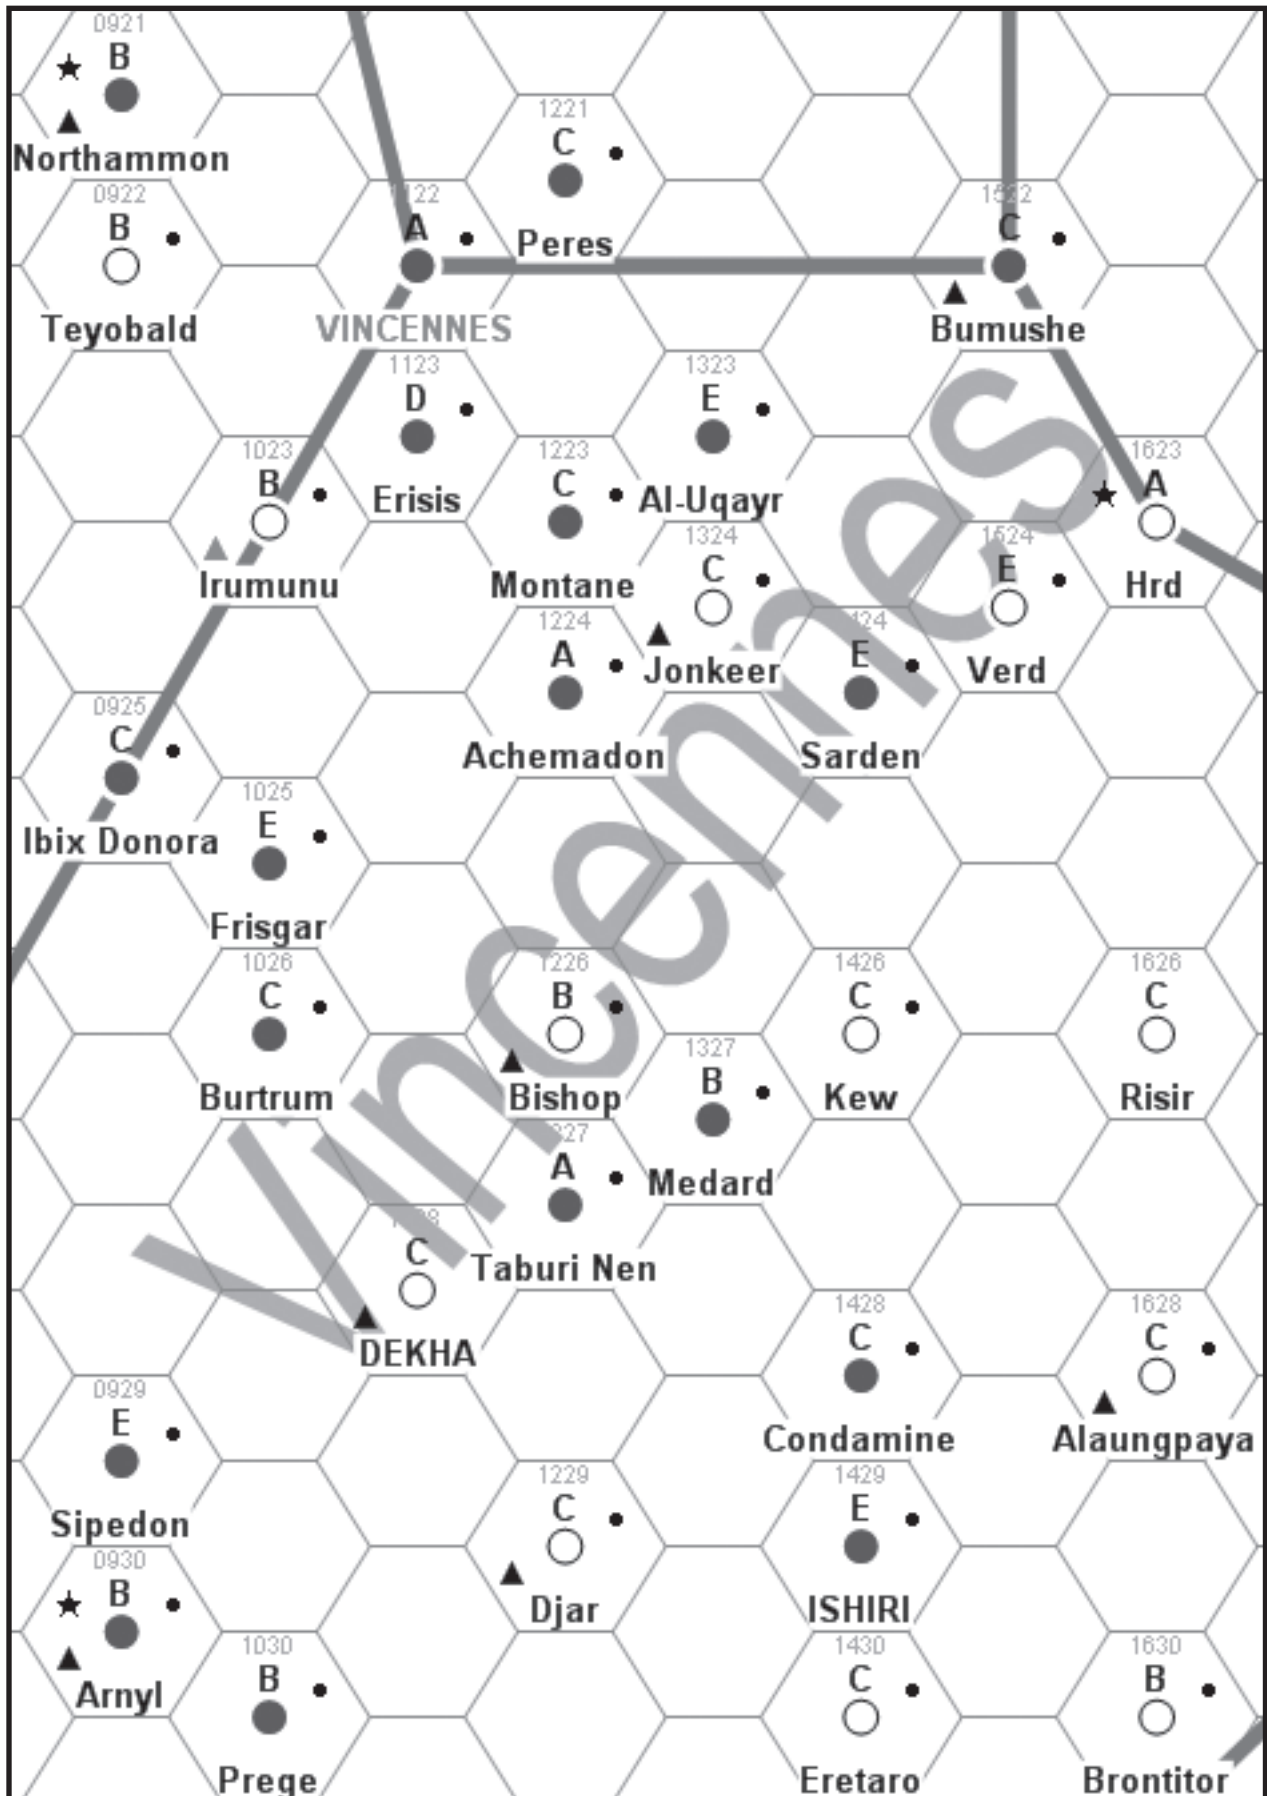 0921
B
Northammon
1221
C
Peres
0922
B
Teyobald
1122
A
VINCENNES
1522
C
Bumushe
1123
D
Erisis
1323
E
Al-Uqayr
1023
B
Irumunu
1223
C
Montane
1623
A
Hrd
1324
C
Jonkeer
1524
E
Verd
1224
A
Achemadon
1424
E
Sarden
0925
C
Ibix Donora
1025
E
Frisgar
Vincennes
1026
C
Burtrum
1226
B
Bishop
1426
C
Kew
1626
C
Risir
1327
B
Medard
1227
A
Taburi Nen
1128
C
DEKHA
1428
C
Condamine
1628
C
Alaungpaya
0929
E
Sipedon
1229
C
Djar
1429
E
ISHIRI
0930
B
Arnyl
1030
B
Prege
1430
C
Eretaro
1630
B
Brontitor